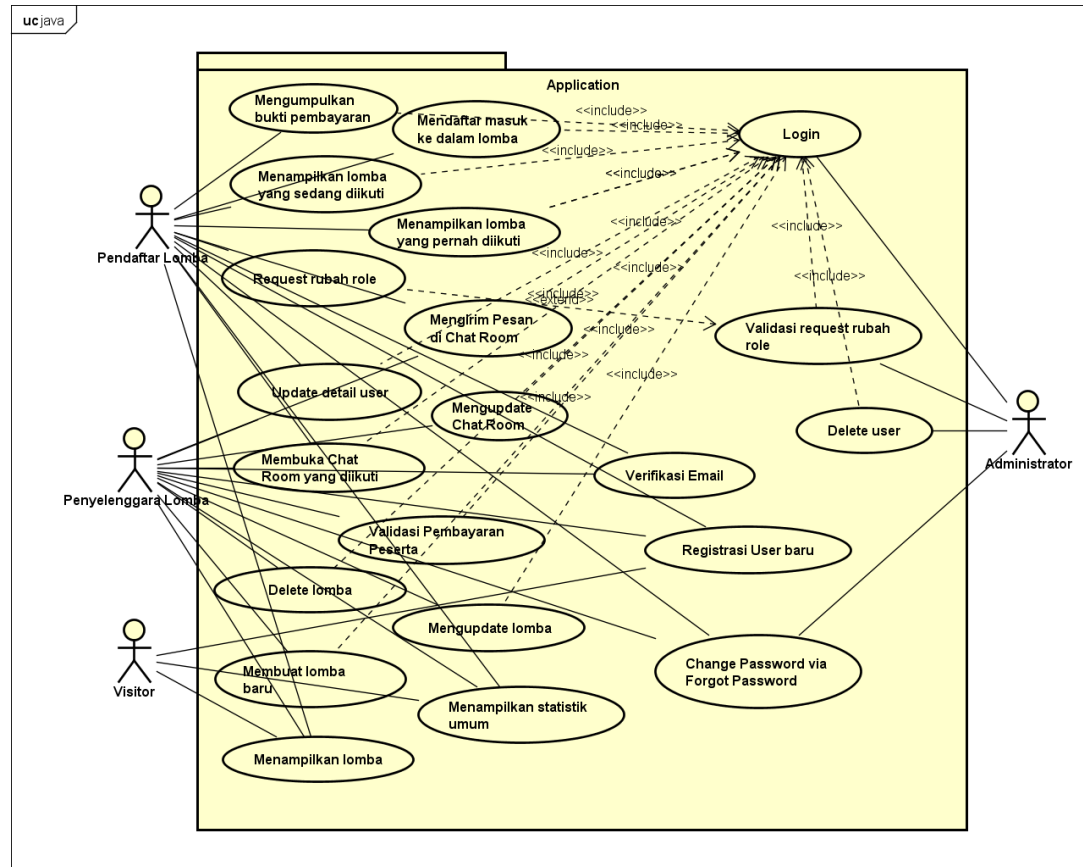 uc java
Application
Mengumpulkan
bukti pembayaran
Mendaftar masuk
ke dalam lomba
<<include>>
<<include>>
Login
<<include>>
Menampilkan lomba
yang sedang diikuti
<<include>>
Menampilkan lomba
yang pernah diikuti
<<include>>
<<include>>
<<include>>
Pendaftar Lomba
Request rubah role
<<include>>
<<extend>>
<<include>>
Mengirim Pesan
di Chat Room
<<include>>
Validasi request rubah
role
<<include>>
<<include>>
Update detail user
<<include>>
Mengupdate
Chat Room
Delete user
Administrator
Membuka Chat
Room yang diikuti
Verifikasi Email
Penyelenggara Lomba
Validasi Pembayaran
Peserta
Registrasi User baru
Delete lomba
Mengupdate lomba
Membuat lomba
baru
Change Password via
Forgot Password
Visitor
Menampilkan statistik
umum
Menampilkan lomba